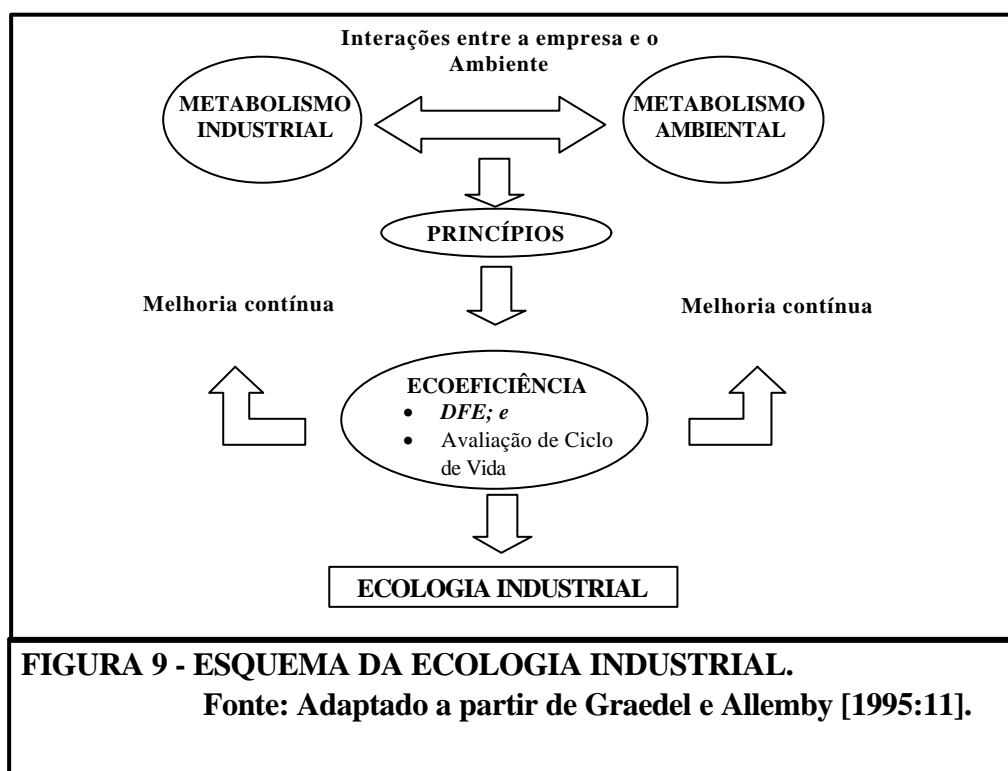 Interações entre a empresa e o
Ambiente
METABOLISMO
INDUSTRIAL
METABOLISMO
AMBIENTAL
PRINCÍPIOS
Melhoria contínua
Melhoria contínua
ECOEFICIÊNCIA
• DFE; e
• Avaliação de Ciclo
de Vida
ECOLOGIA INDUSTRIAL
FIGURA 9 - ESQUEMA DA ECOLOGIA INDUSTRIAL.
Fonte: Adaptado a partir de Graedel e Allemby [1995:11].